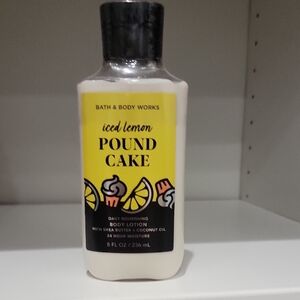 BATH & BODY WORKS
iced lemon
POUND
CAKE
DAILY NOURISHING
BODY LOTION
WITH SHEA BUTTER + COCONUT OIL
24 HOUR MOISTURE
8 FL OZ / 236 mL